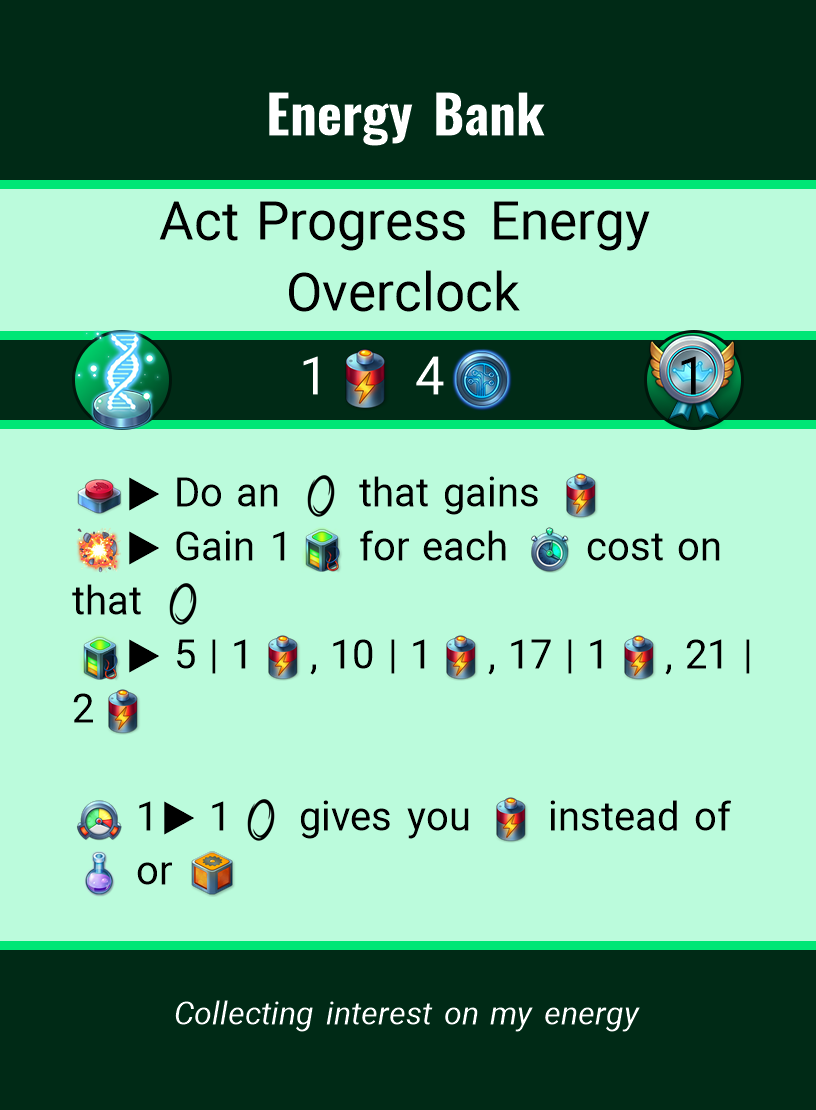 Energy Bank
Act Progress Energy
Overclock
1 4 1
Do an that gains
Gain 1 for each cost on
that
5 | 1 , 10 | 1 , 17 | 1 , 21 |
2
1 1 gives you instead of
or
Collecting interest on my energy